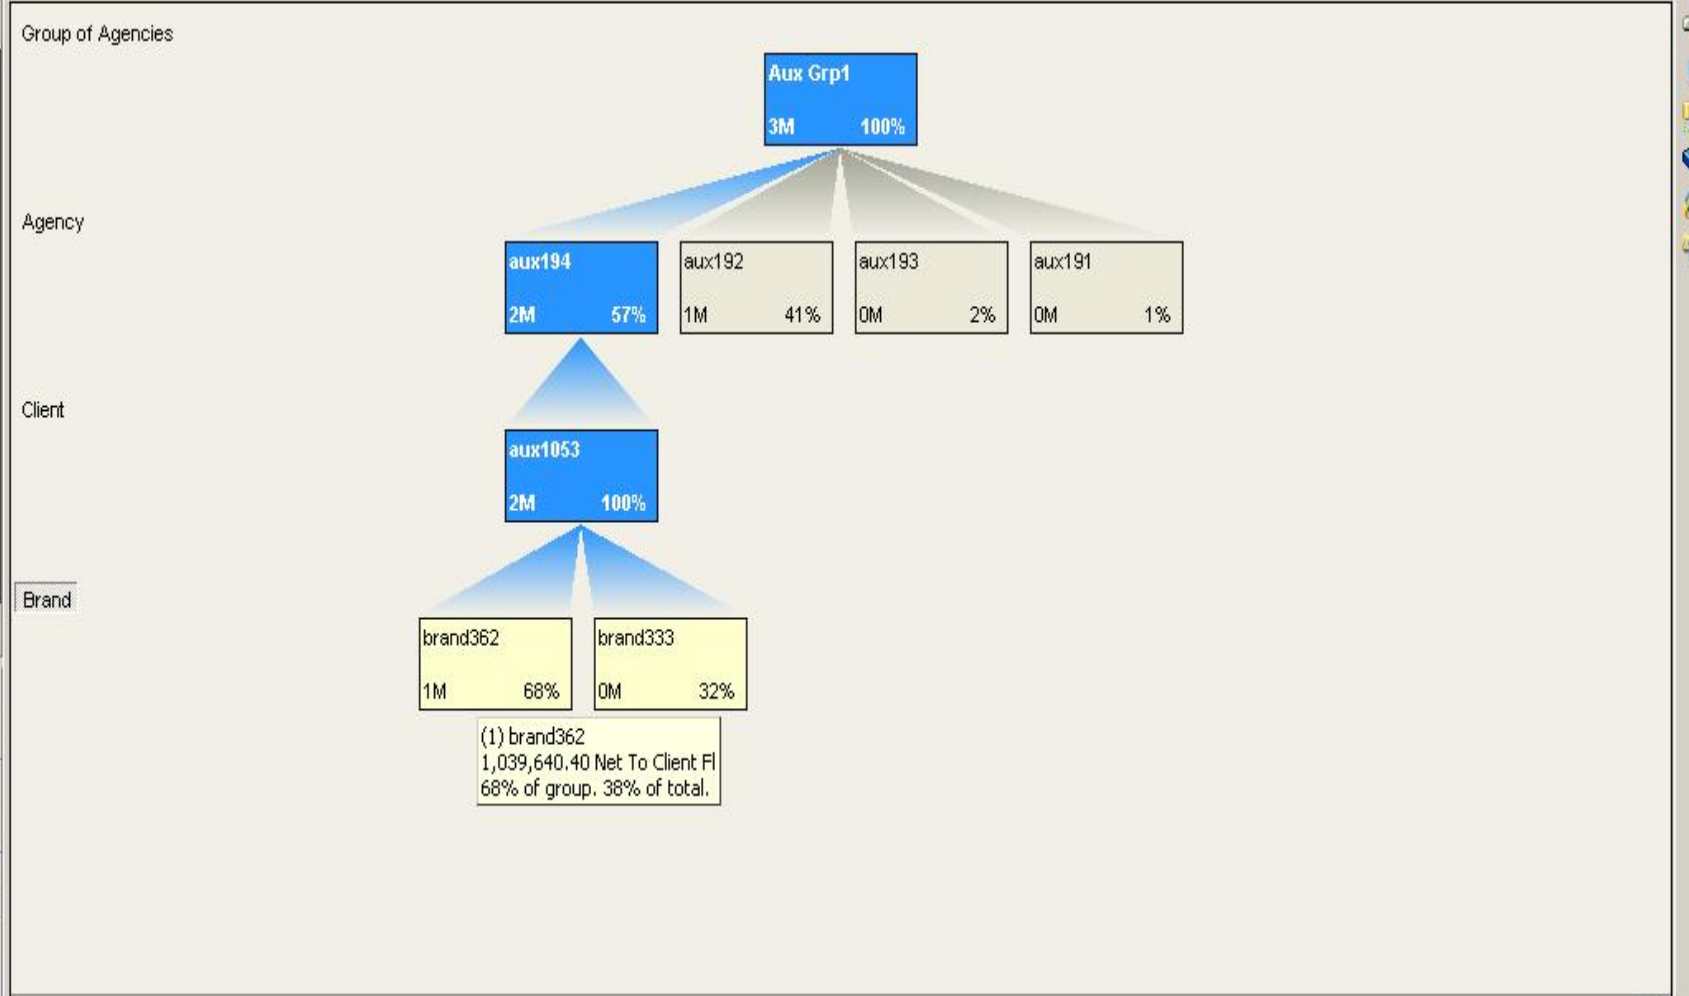 Group of Agencies
Aux Grp1
3M 100%
Agency
aux194 aux192 aux193 aux191
2M 57% 1M 41% 0M 2% 0M 1%
Client
aux1053
2M 100%
Brand
brand362 brand333
1M 68% 0M 32%
(1) brand362
1,039,640.40 Net To Client Fl
68% of group. 38% of total.